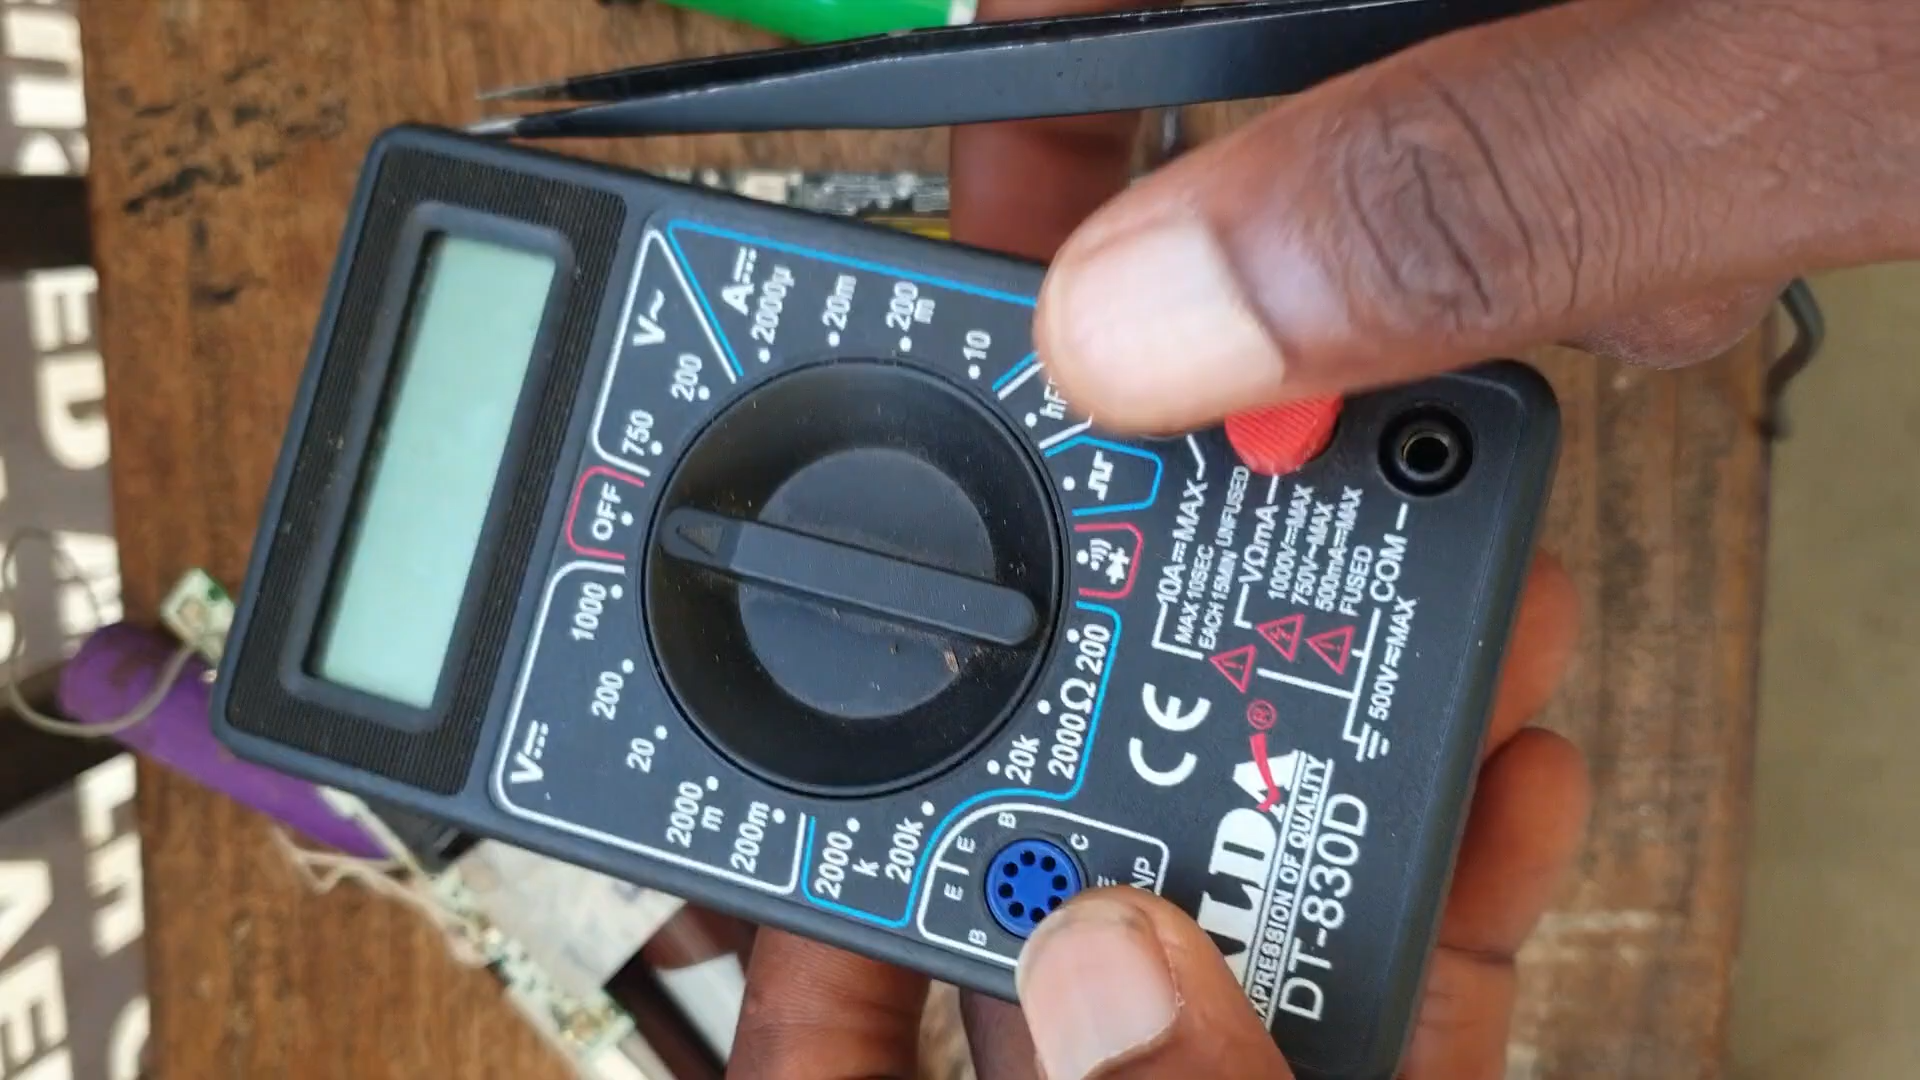 OFF
750
200
V~
A
2000µ
20m
200
m
10
1000
200
20
2000
m
200m
V
2000
k
200k
20k
2000Ω
200
10A MAX
MAX 10SEC
EACH 15MIN UNFUSED
VΩmA
1000V MAX
750V~MAX
500mA MAX
FUSED
COM
500V MAX
CE
E
B
C
E
B
®
EXPRESSION OF QUALITY
DT-830D